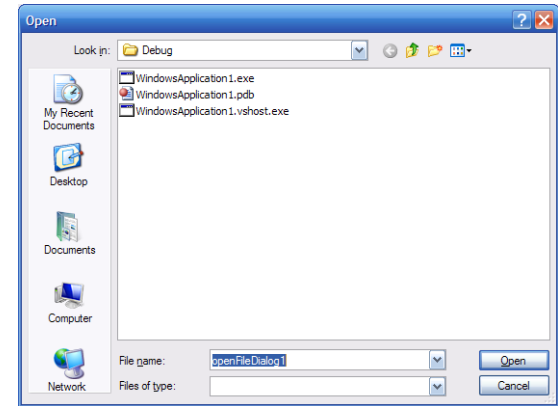 Open
Look in:
Debug
WindowsApplication1.exe
WindowsApplication1.pdb
WindowsApplication1.vshost.exe
My Recent
Documents
Desktop
Documents
Computer
Network
File name:
openFileDialog1
Open
Files of type:
Cancel